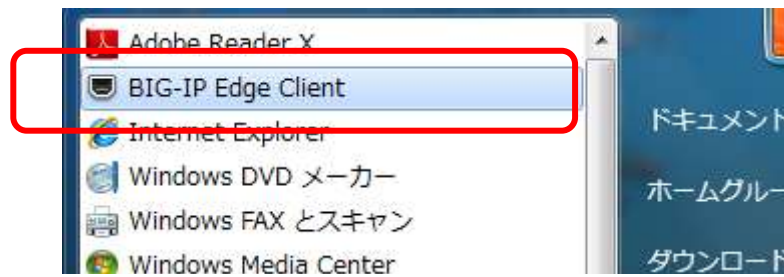 Adobe Reader X
BIG-IP Edge Client
Internet Explorer
Windows DVD メーカー
Windows FAX とスキャン
Windows Media Center
ドキュメント
ホームグルー
ダウンロード